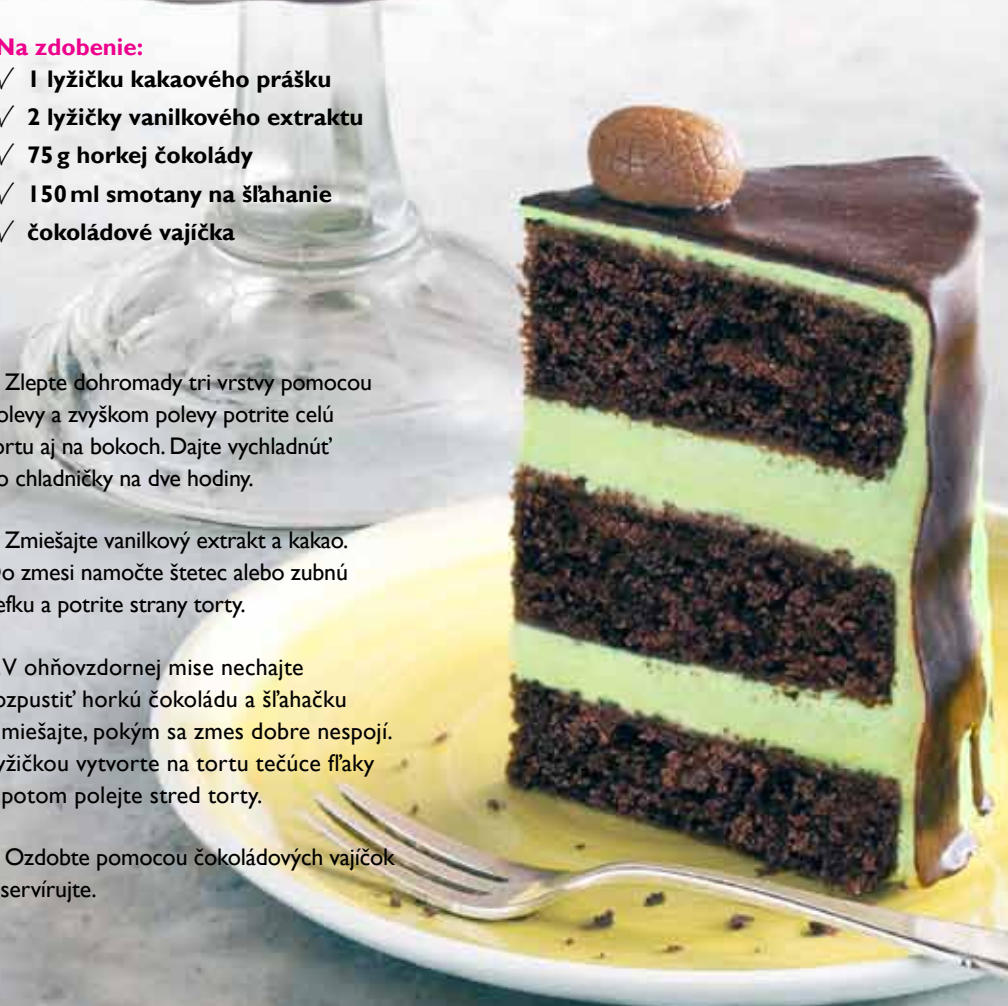 Na zdobenie:
√ 1 lyžičku kakaového prášku
√ 2 lyžičky vanilkového extraktu
√ 75 g horkej čokolády
√ 150 ml smotany na šľahanie
√ čokoládové vajíčka
Zlepte dohromady tri vrstvy pomocou
olevy a zvyškom polevy potrite celú
ortu aj na bokoch. Dajte vychladnúť
o chladničky na dve hodiny.
Zmiešajte vanilkový extrakt a kakao.
o zmesi namočte štetec alebo zubnú
efku a potrite strany torty.
V ohňovzdornej mise nechajte
ozpustiť horkú čokoládu a šľahačku
miešajte, pokým sa zmes dobre nespojí.
yžičkou vytvorte na tortu tečúce fľaky
potom polejte stred torty.
Ozdobte pomocou čokoládových vajíčok
servírujte.